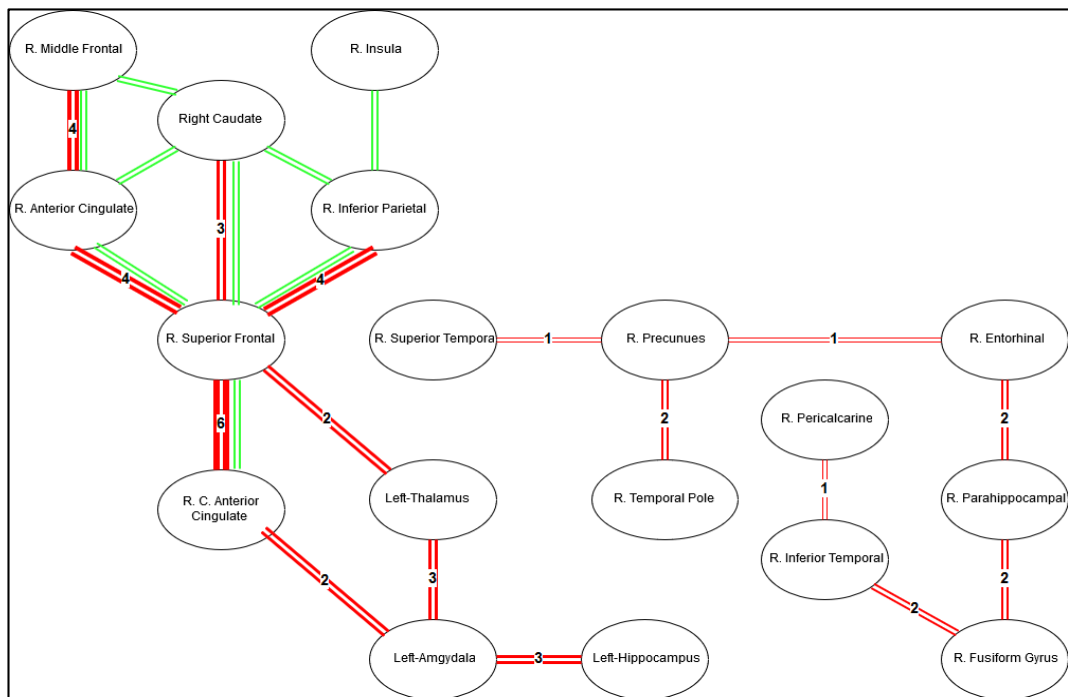 R. Middle Frontal
R. Insula
Right Caudate
4
R. Anterior Cingulate
R. Inferior Parietal
3
4
4
R. Superior Frontal
R. Superior Tempora
1
R. Precunues
1
R. Entorhinal
6
2
2
R. Pericalcarine
2
R. C. Anterior
Cingulate
Left-Thalamus
R. Temporal Pole
1
R. Parahippocampal
R. Inferior Temporal
2
3
2
2
Left-Amgydala
3
Left-Hippocampus
R. Fusiform Gyrus